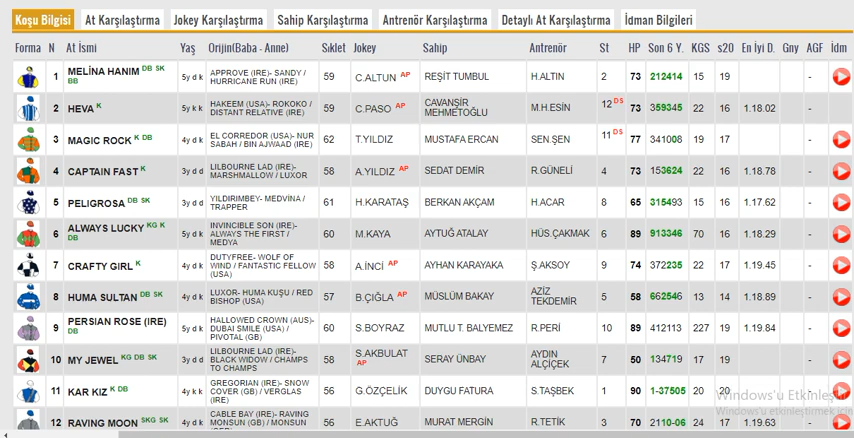 Koşu Bilgisi At Karşılaştırma Jokey Karşılaştırma Sahip Karşılaştırma Antrenör Karşılaştırma Detaylı At Karşılaştırma İdman Bilgileri
Forma N At İsmi Yaş Orijin(Baba - Anne) Sıklet Jokey Sahip Antrenör St HP Son 6 Y. KGS s20 En İyi D. Gny AGF İdm
1 MELİNA HANIM DB SK BB 5y d k APPROVE (IRE)- SANDY / HURRICANE RUN (IRE) 59 C.ALTUN AP REŞİT TUMBUL H.ALTIN 2 73 212414 15 19 -
2 HEVA K 5y k k HAKEEM (USA)- ROKOKO / DISTANT RELATIVE (IRE) 59 C.PASO AP CAVANŞİR MEHMETOĞLU M.H.ESİN 12 DS 73 359345 22 16 1.18.02 -
3 MAGIC ROCK K DB 4y d k EL CORREDOR (USA)- NUR SABAH / BIN AJWAAD (IRE) 62 T.YILDIZ MUSTAFA ERCAN SEN.ŞEN 11 DS 77 341008 19 17 -
4 CAPTAIN FAST K 3y d d LILBOURNE LAD (IRE)- MARSHMALLOW / LUXOR 58 A.YILDIZ AP SEDAT DEMİR R.GÜNELİ 4 73 153624 22 16 1.18.78 -
5 PELIGROSA DB SK 3y d d YILDIRIMBEY- MEDVINA / TRAPPER 61 H.KARATAŞ BERKAN AKÇAM H.ACAR 8 65 315493 15 16 1.17.62 -
6 ALWAYS LUCKY KG K DB 5y d k INVINCIBLE SON (IRE)- ALWAYS THE FIRST / MEDYA 60 M.KAYA AYTUĞ ATALAY HÜS.ÇAKMAK 6 89 913346 70 16 1.18.29 -
7 CRAFTY GIRL K 4y d d DUTYFREE- WOLF OF WIND / FANTASTIC FELLOW (USA) 58 A.İNCİ AP AYHAN KARAYAKA Ş.AKSOY 9 74 372235 22 17 1.19.45 -
8 HUMA SULTAN DB SK 4y d k LUXOR- HUMA KUŞU / RED BISHOP (USA) 57 B.ÇIĞLA AP MÜSLÜM BAKAY AZİZ TEKDEMİR 5 58 662546 13 14 1.18.89 -
9 PERSIAN ROSE (IRE) DB 5y d k HALLOWED CROWN (AUS)- DUBAI SMILE (USA) / PIVOTAL (GB) 60 S.BOYRAZ MUTLU T. BALYEMEZ R.PERİ 10 89 412113 227 19 1.19.84 -
10 MY JEWEL KG DB SK 3y d d LILBOURNE LAD (IRE)- BLACK WIDOW / CHAMPS TO CHAMPS 58 S.AKBULAT AP SERAY ÜNBAY AYDIN ALÇİÇEK 7 50 134719 17 19 -
11 KAR KIZ K DB 4y k k GREGORIAN (IRE)- SNOW COVER (GB) / VERGLAS (IRE) 56 G.ÖZÇELİK DUYGU FATURA S.TAŞBEK 1 90 1-37505 20 20
12 RAVING MOON SKG SK 4y d k CABLE BAY (IRE)- RAVING MONSUN (GB) / MONSUN 56 E.AKTUĞ MURAT MERGİN R.TETİK 3 70 2110-06 24 17 1.19.63 -
Windows'u Etkinleştir
Windows'u etkinleştirmek için